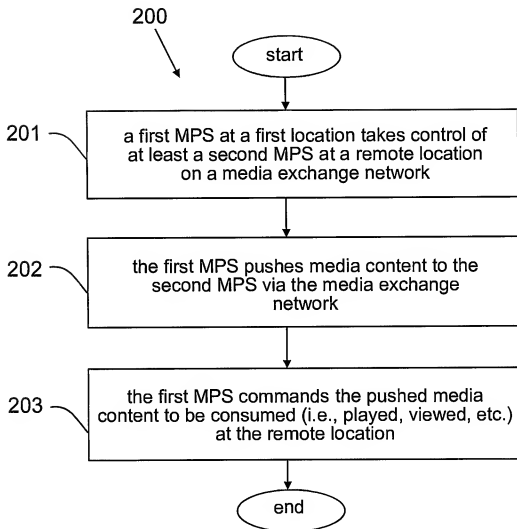 200
start
201
a first MPS at a first location takes control of
at least a second MPS at a remote location
on a media exchange network
202
the first MPS pushes media content to the
second MPS via the media exchange
network
203
the first MPS commands the pushed media
content to be consumed (i.e., played, viewed, etc.)
at the remote location
end